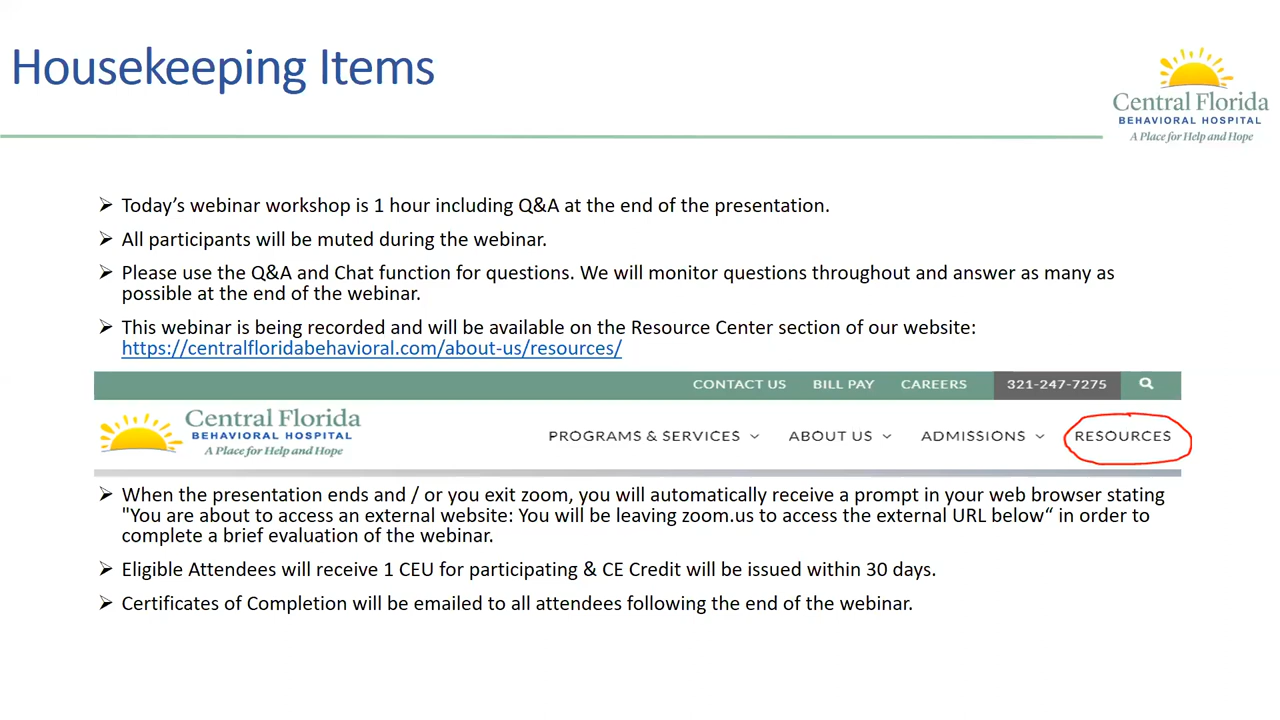 Housekeeping Items
Central Florida
BEHAVIORAL HOSPITAL
A Place for Help and Hope
➢ Today’s webinar workshop is 1 hour including Q&A at the end of the presentation.
➢ All participants will be muted during the webinar.
➢ Please use the Q&A and Chat function for questions. We will monitor questions throughout and answer as many as
possible at the end of the webinar.
➢ This webinar is being recorded and will be available on the Resource Center section of our website:
https://centralfloridabehavioral.com/about-us/resources/
CONTACT US BILL PAY CAREERS 321-247-7275
Central Florida
BEHAVIORAL HOSPITAL
A Place for Help and Hope
PROGRAMS & SERVICES ABOUT US ADMISSIONS RESOURCES
➢ When the presentation ends and / or you exit zoom, you will automatically receive a prompt in your web browser stating
"You are about to access an external website: You will be leaving zoom.us to access the external URL below“ in order to
complete a brief evaluation of the webinar.
➢ Eligible Attendees will receive 1 CEU for participating & CE Credit will be issued within 30 days.
➢ Certificates of Completion will be emailed to all attendees following the end of the webinar.